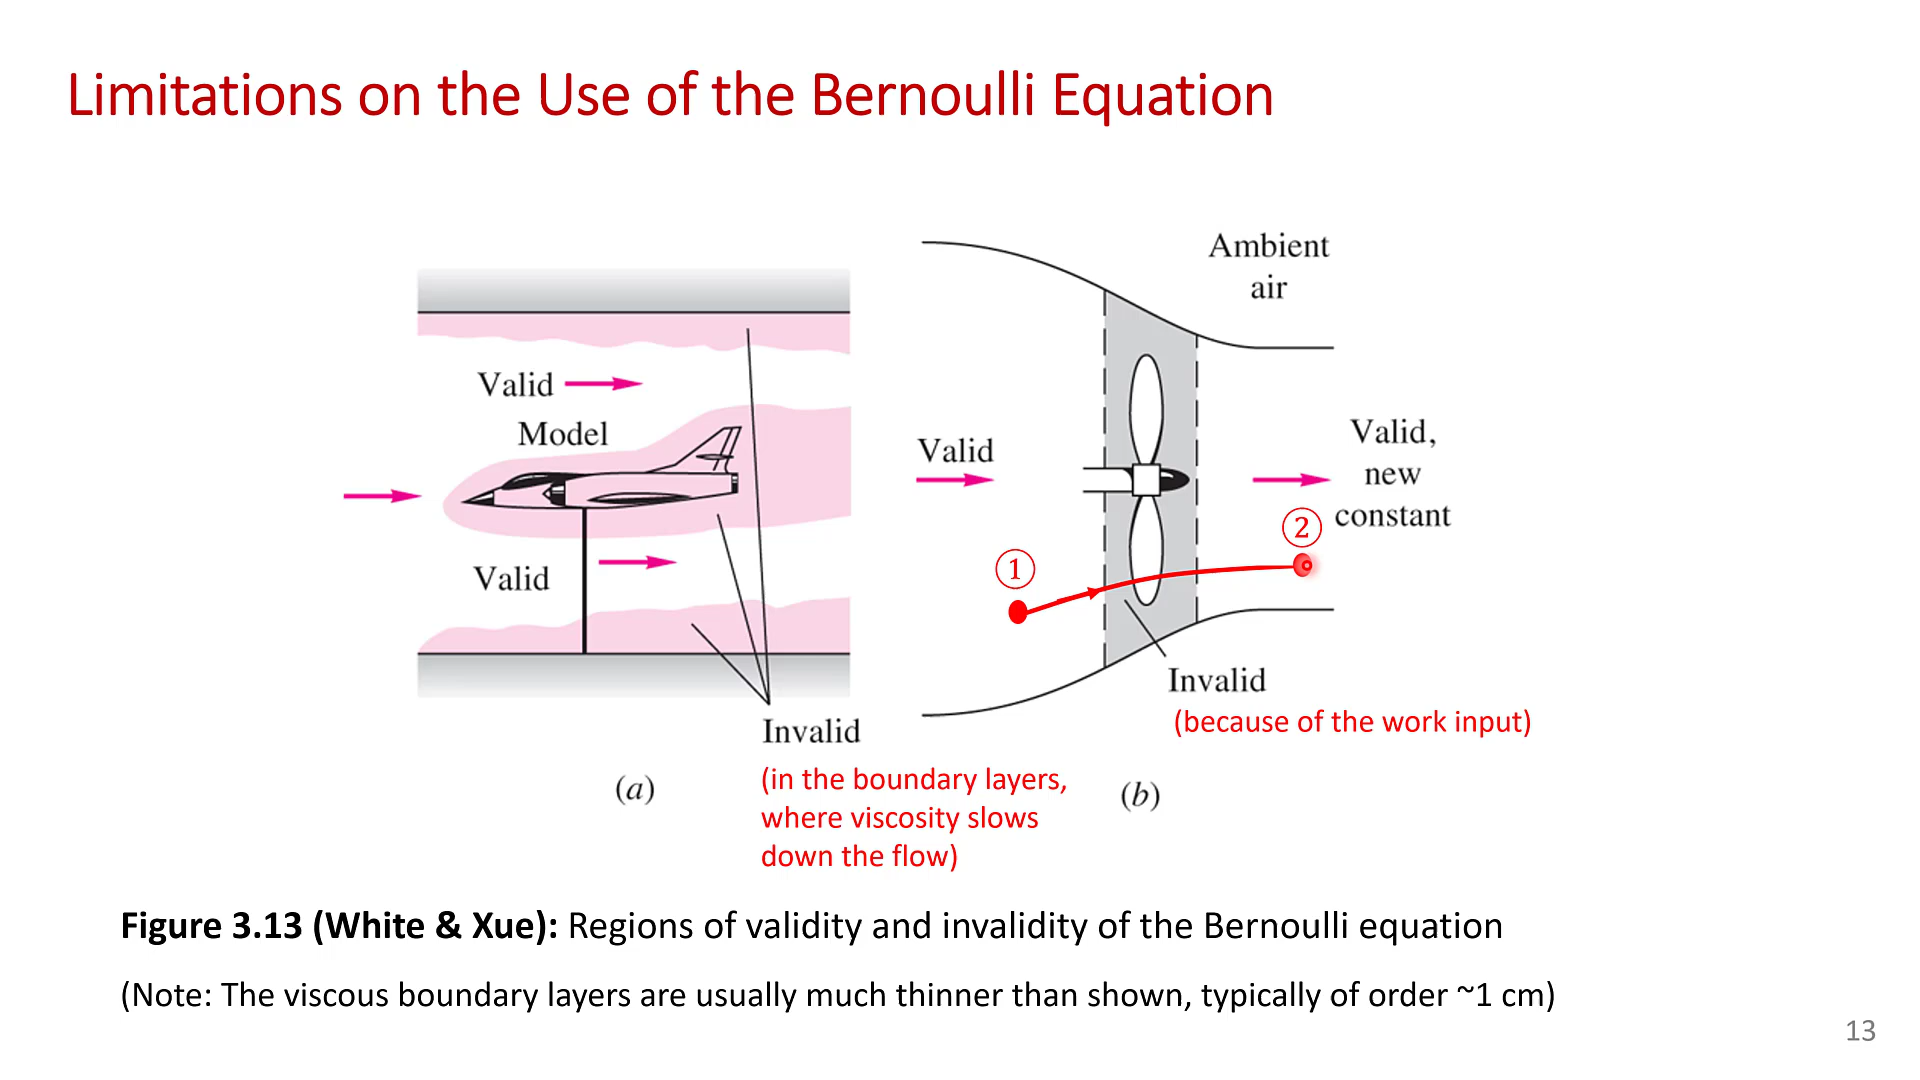 Limitations on the Use of the Bernoulli Equation
Valid
Model
Valid
Invalid
(in the boundary layers,
where viscosity slows
down the flow)
(a)
Ambient
air
Valid
Valid,
new
constant
①
②
Invalid
(because of the work input)
(b)
Figure 3.13 (White & Xue): Regions of validity and invalidity of the Bernoulli equation
(Note: The viscous boundary layers are usually much thinner than shown, typically of order ~1 cm)
13